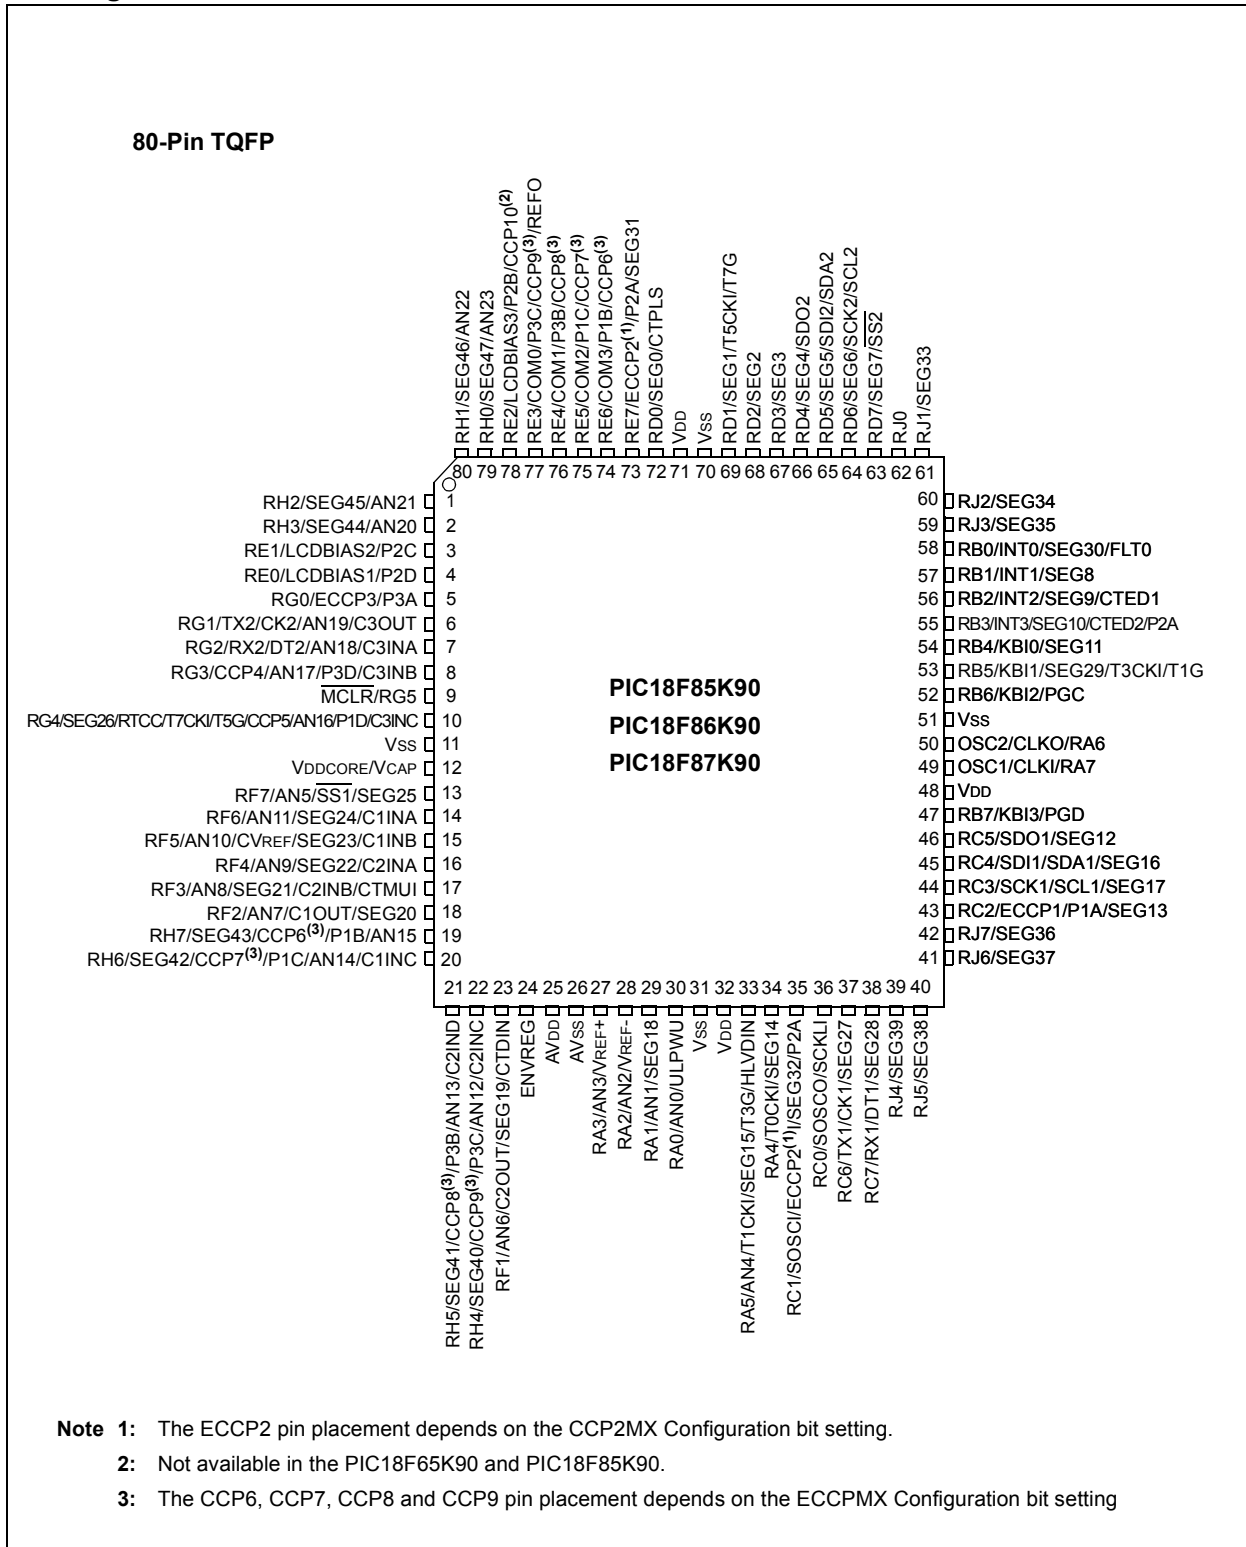 80-Pin TQFP
RH1/SEG46/AN22
RH0/SEG47/AN23
RE2/LCDBIAS3/P2B/CCP10(2)
RE3/COM0/P3C/CCP9(3)/REFO
RE4/COM1/P3B/CCP8(3)
RE5/COM2/P1C/CCP7(3)
RE6/COM3/P1B/CCP6(3)
RE7/ECCP2(1)/P2A/SEG31
RD0/SEG0/CTPLS
VDD
VSS
RD1/SEG1/T5CKI/T7G
RD2/SEG2
RD3/SEG3
RD4/SEG4/SDO2
RD5/SEG5/SDI2/SDA2
RD6/SEG6/SCK2/SCL2
RD7/SEG7/SS2
RJ0
RJ1/SEG33
80 79 78 77 76 75 74 73 72 71 70 69 68 67 66 65 64 63 62 61
RH2/SEG45/AN21 1
RH3/SEG44/AN20 2
RE1/LCDBIAS2/P2C 3
RE0/LCDBIAS1/P2D 4
RG0/ECCP3/P3A 5
RG1/TX2/CK2/AN19/C3OUT 6
RG2/RX2/DT2/AN18/C3INA 7
RG3/CCP4/AN17/P3D/C3INB 8
MCLR/RG5 9
RG4/SEG26/RTCC/T7CKI/T5G/CCP5/AN16/P1D/C3INC 10
VSS 11
VDDCORE/VCAP 12
RF7/AN5/SS1/SEG25 13
RF6/AN11/SEG24/C1INA 14
RF5/AN10/CVREF/SEG23/C1INB 15
RF4/AN9/SEG22/C2INA 16
RF3/AN8/SEG21/C2INB/CTMUI 17
RF2/AN7/C1OUT/SEG20 18
RH7/SEG43/CCP6(3)/P1B/AN15 19
RH6/SEG42/CCP7(3)/P1C/AN14/C1INC 20
PIC18F85K90
PIC18F86K90
PIC18F87K90
60 RJ2/SEG34
59 RJ3/SEG35
58 RB0/INT0/SEG30/FLT0
57 RB1/INT1/SEG8
56 RB2/INT2/SEG9/CTED1
55 RB3/INT3/SEG10/CTED2/P2A
54 RB4/KBI0/SEG11
53 RB5/KBI1/SEG29/T3CKI/T1G
52 RB6/KBI2/PGC
51 VSS
50 OSC2/CLKO/RA6
49 OSC1/CLKI/RA7
48 VDD
47 RB7/KBI3/PGD
46 RC5/SDO1/SEG12
45 RC4/SDI1/SDA1/SEG16
44 RC3/SCK1/SCL1/SEG17
43 RC2/ECCP1/P1A/SEG13
42 RJ7/SEG36
41 RJ6/SEG37
21 22 23 24 25 26 27 28 29 30 31 32 33 34 35 36 37 38 39 40
RH5/SEG41/CCP8(3)/P3B/AN13/C2IND
RH4/SEG40/CCP9(3)/P3C/AN12/C2INC
RF1/AN6/C2OUT/SEG19/CTDIN
ENVREG
AVDD
AVSS
RA3/AN3/VREF+
RA2/AN2/VREF-
RA1/AN1/SEG18
RA0/AN0/ULPWU
VSS
VDD
RA5/AN4/T1CKI/SEG15/T3G/HLVDIN
RA4/T0CKI/SEG14
RC1/SOSCI/ECCP2(1)I/SEG32/P2A
RC0/SOSCO/SCKLI
RC6/TX1/CK1/SEG27
RC7/RX1/DT1/SEG28
RJ4/SEG39
RJ5/SEG38
Note 1: The ECCP2 pin placement depends on the CCP2MX Configuration bit setting.
2: Not available in the PIC18F65K90 and PIC18F85K90.
3: The CCP6, CCP7, CCP8 and CCP9 pin placement depends on the ECCPMX Configuration bit setting